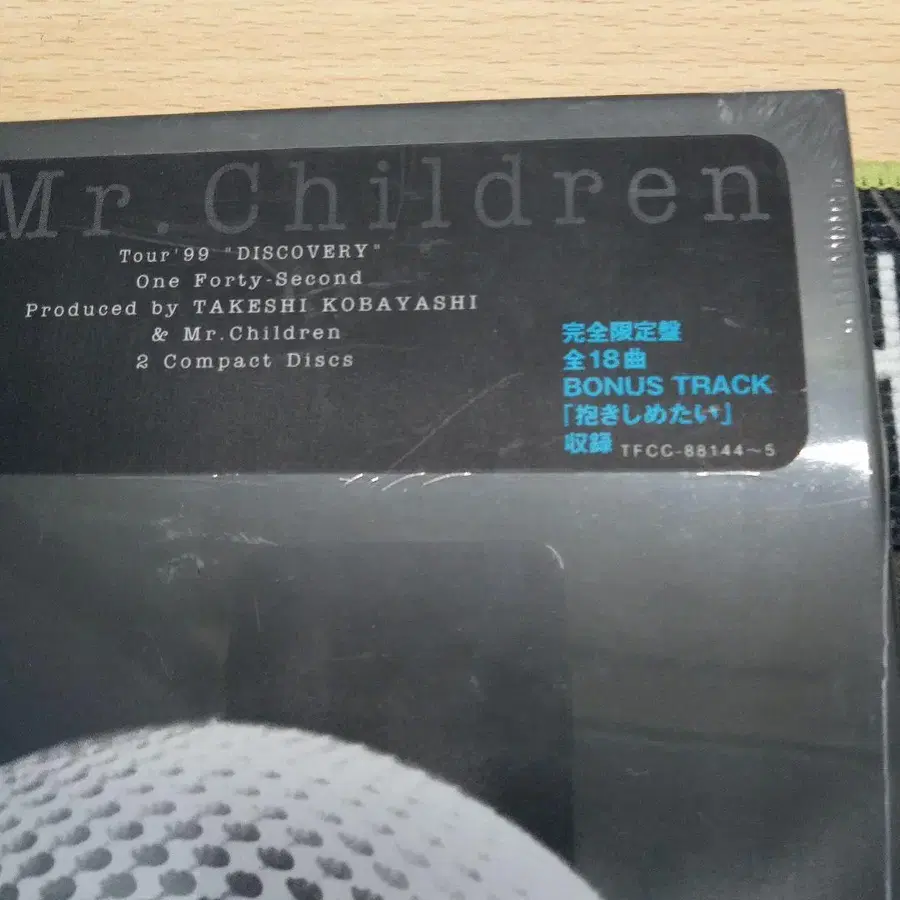 Mr.Children
Tour'99 "DISCOVERY"
One Forty-Second
Produced by TAKESHI KOBAYASHI
& Mr.Children
2 Compact Discs
完全限定盤
全18曲
BONUS TRACK
「抱きしめたい」
収録 TFCC-88144~5